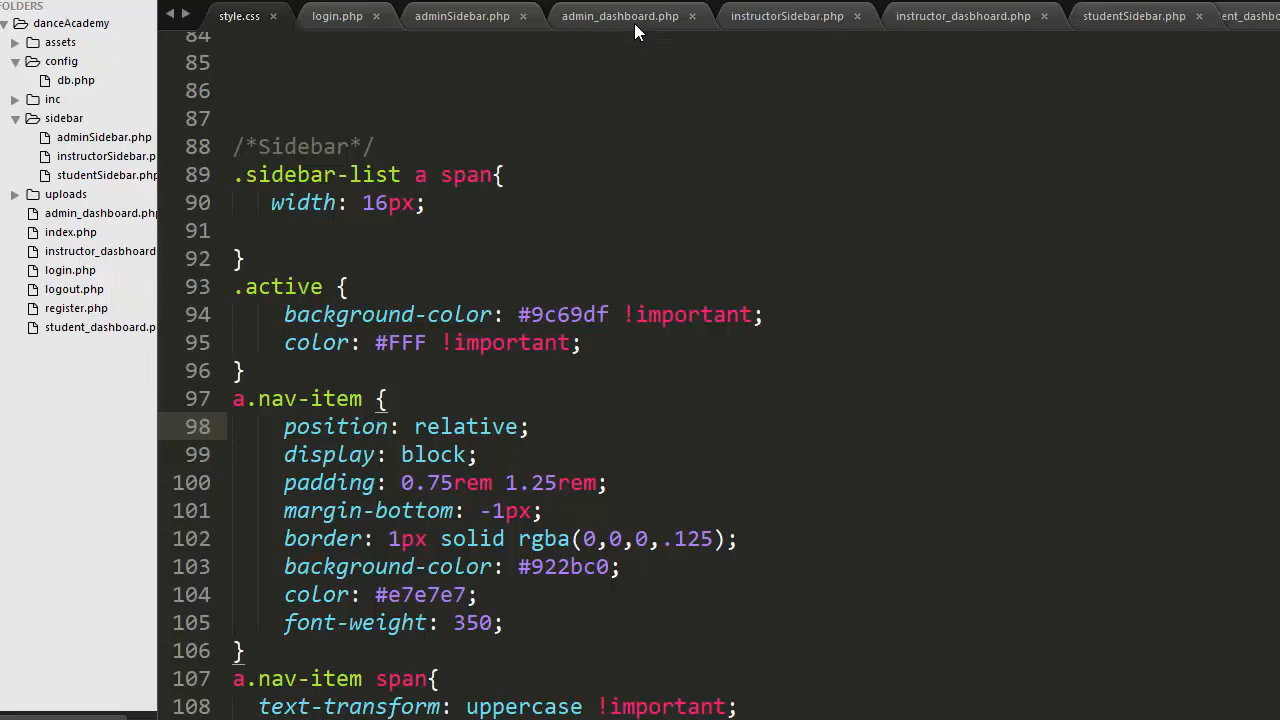 FOLDERS
danceAcademy
assets
config
db.php
inc
sidebar
adminSidebar.php
instructorSidebar.p
studentSidebar.php
uploads
admin_dashboard.php
index.php
instructor_dasbhoard
login.php
logout.php
register.php
student_dashboard.p
style.css ×
login.php ×
adminSidebar.php ×
admin_dashboard.php ×
instructorSidebar.php ×
instructor_dasbhoard.php ×
studentSidebar.php ×
ent_dashbo
84
85
86
87
88 /*Sidebar*/
89 .sidebar-list a span{
90 width: 16px;
91
92 }
93 .active {
94 background-color: #9c69df !important;
95 color: #FFF !important;
96 }
97 a.nav-item {
98 position: relative;
99 display: block;
100 padding: 0.75rem 1.25rem;
101 margin-bottom: -1px;
102 border: 1px solid rgba(0,0,0,.125);
103 background-color: #922bc0;
104 color: #e7e7e7;
105 font-weight: 350;
106 }
107 a.nav-item span{
108 text-transform: uppercase !important;